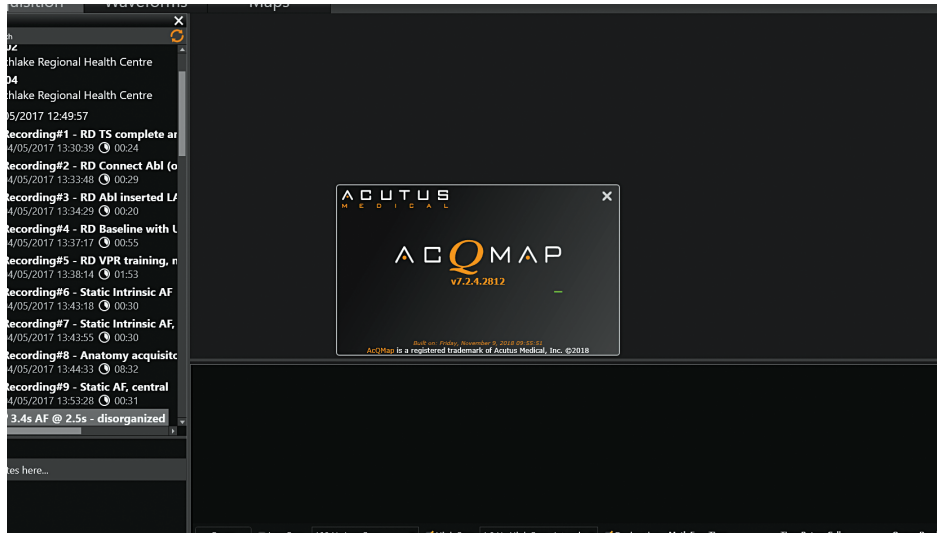 Waveforms
Maps
Regional Health Centre
04
Regional Health Centre
05/2017 12:49:57
Recording#1 - RD TS complete
4/05/2017 13:30:39 00:24
Recording#2 - RD Connect Abl
4/05/2017 13:33:48 00:29
Recording#3 - RD Abl inserted
4/05/2017 13:34:29 00:20
Recording#4 - RD Baseline with
4/05/2017 13:37:17 00:55
Recording#5 - RD VPR training,
4/05/2017 13:38:14 01:53
Recording#6 - Static Intrinsic AF
4/05/2017 13:43:18 00:30
Recording#7 - Static Intrinsic AF,
4/05/2017 13:43:55 00:30
Recording#8 - Anatomy
4/05/2017 13:44:33 08:32
Recording#9 - Static AF, central
4/05/2017 13:53:28 00:31
3.4s AF @ 2.5s - disorganized
here...
ACUTUS
MEDICAL
ACQMAP
v7.2.4.2812
Built on: Friday, November 9, 2018 09:55:51
AcQMap is a registered trademark of Acutus Medical, Inc. ©2018